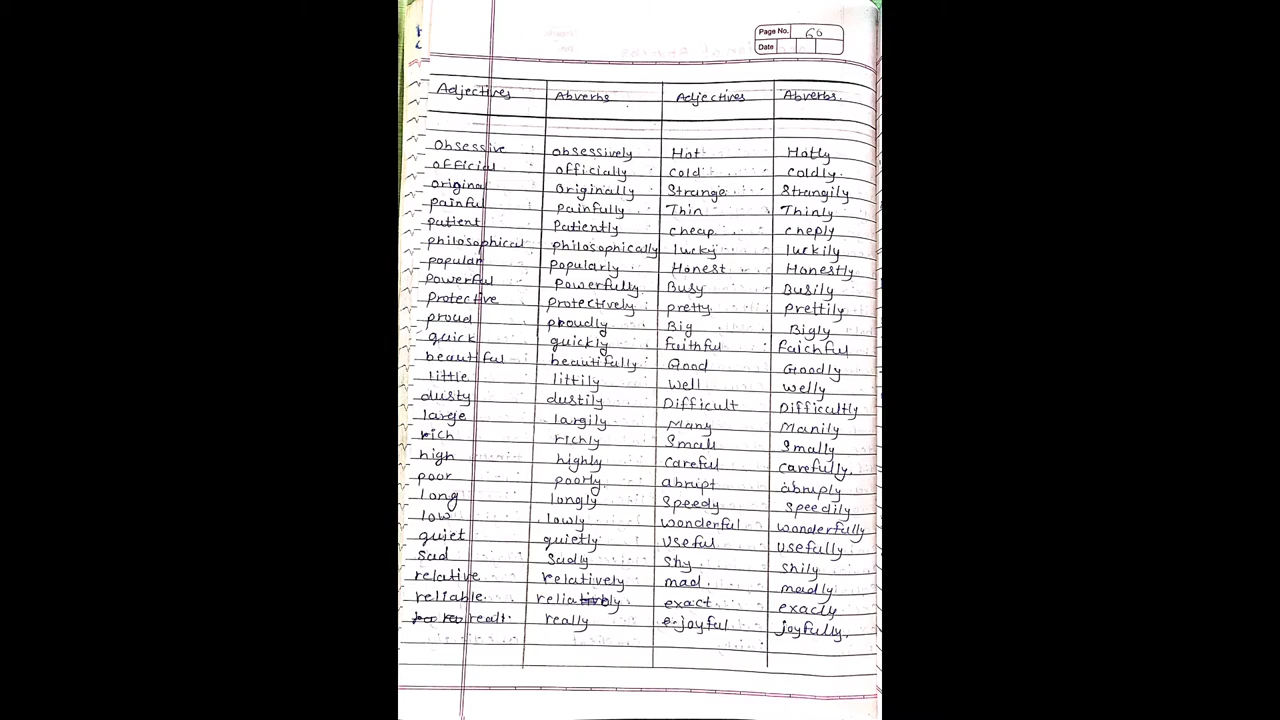 Page No. 60
Date
Adjectives Abverbs Adjectives Abverbs.
Obsessive obsessively Hot Hotly
official officially cold coldly.
original originally Strange Strangily
painful painfully Thin Thinly
patient patiently cheap cheply
philosophical philosophically lucky luckily
popular popularly Honest Honestly
powerful powerfully Busy Busily
protective protectively pretty prettily
proud proudly Big Bigly
quick quickly faithful faichful
beautiful beautifully Good Goodly
little littily well welly
dusty dustily Difficult Difficultly
large largily Many Manily
rich richly Small Smally
high highly careful carefully.
poor poorly abrupt abruply
long longly speedy speedily
low lowly wonderful wonderfully
quiet quietly useful usefully
sad sadly shy shily
relative relatively mad madly
reliable reliably exact exactly
real really joyful joyfully.